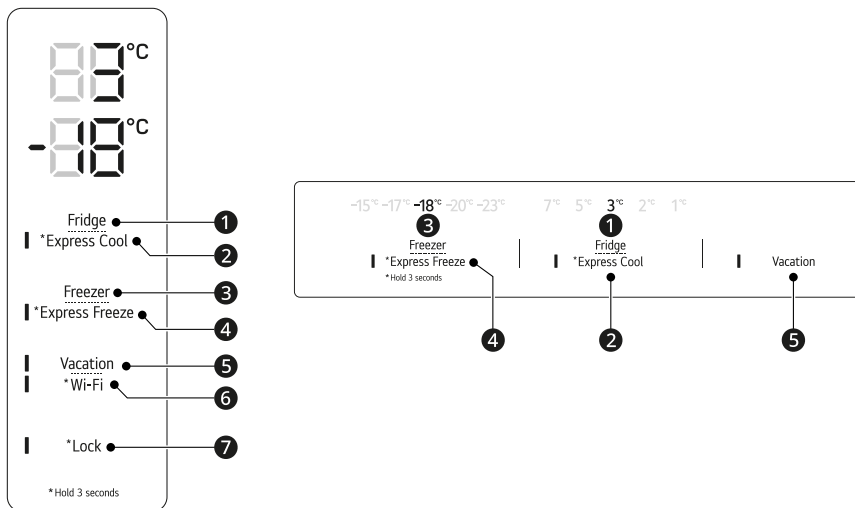 3 °C
-18 °C
Fridge 1
*Express Cool 2
Freezer 3
*Express Freeze 4
Vacation 5
*Wi-Fi 6
*Lock 7
*Hold 3 seconds
-15°C -17°C -18°C -20°C -23°C
3
Freezer
*Express Freeze
*Hold 3 seconds
4
7°C 5°C 3°C 2°C 1°C
1
Fridge
*Express Cool
2
Vacation
5